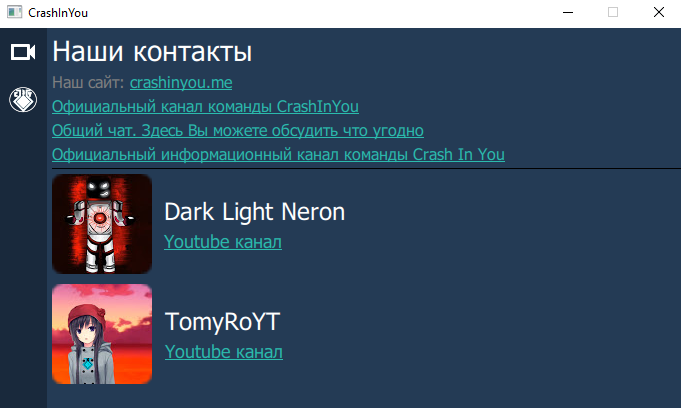 CrashInYou
Наши контакты
Наш сайт: crashinyou.me
Официальный канал команды CrashInYou
Общий чат. Здесь Вы можете обсудить что угодно
Официальный информационный канал команды Crash In You
Dark Light Neron
Youtube канал
TomyRoYT
Youtube канал